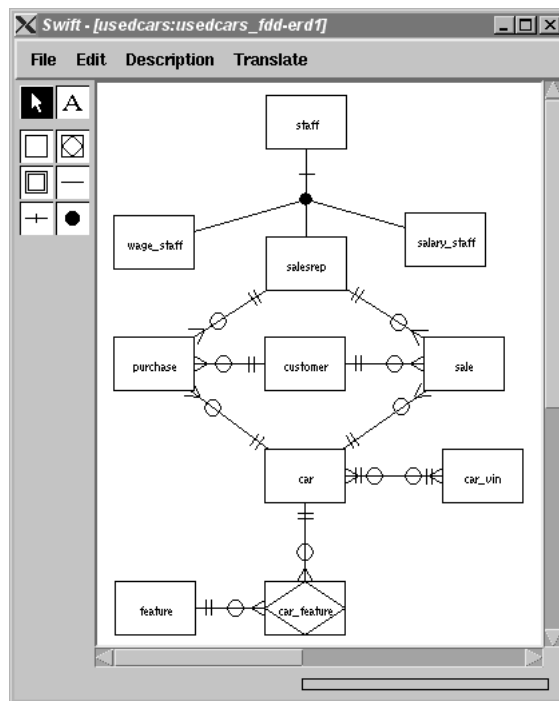 Swift - [usedcars:usedcars_fdd-erd1]
File Edit Description Translate
A
staff
wage_staff
salary_staff
salesrep
purchase
customer
sale
car
car_vin
feature
car_feature